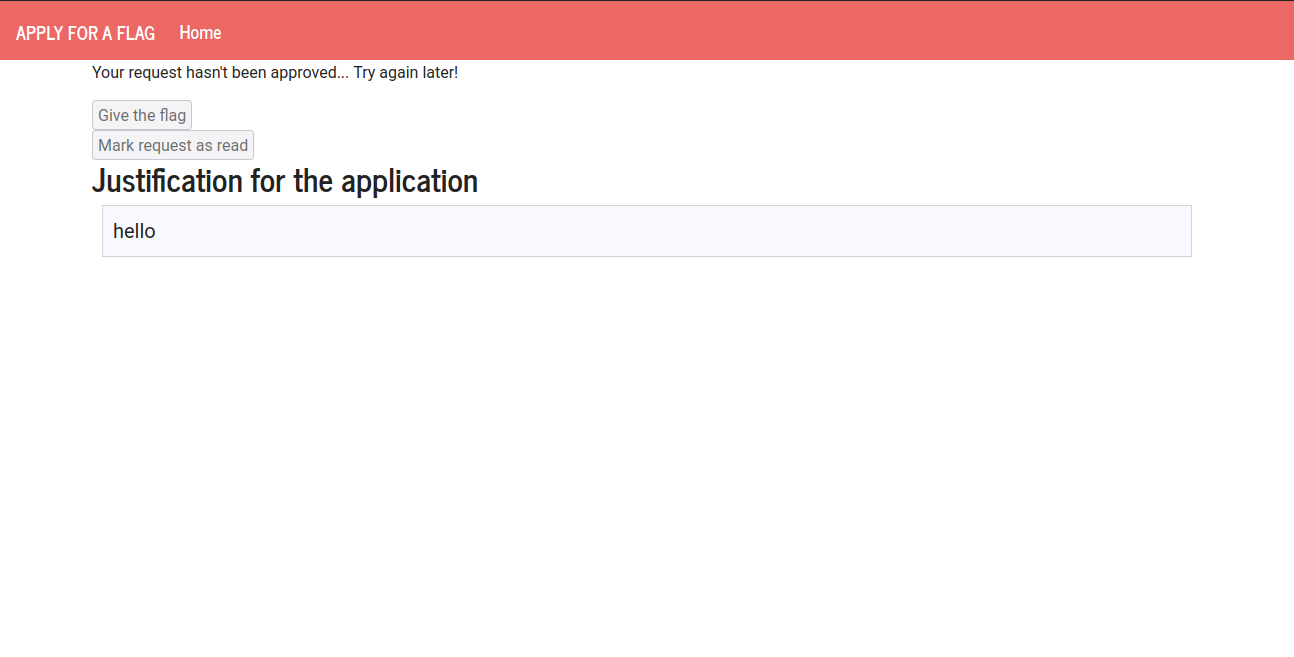 APPLY FOR A FLAG Home
Your request hasn't been approved... Try again later!
Give the flag
Mark request as read
Justification for the application
hello